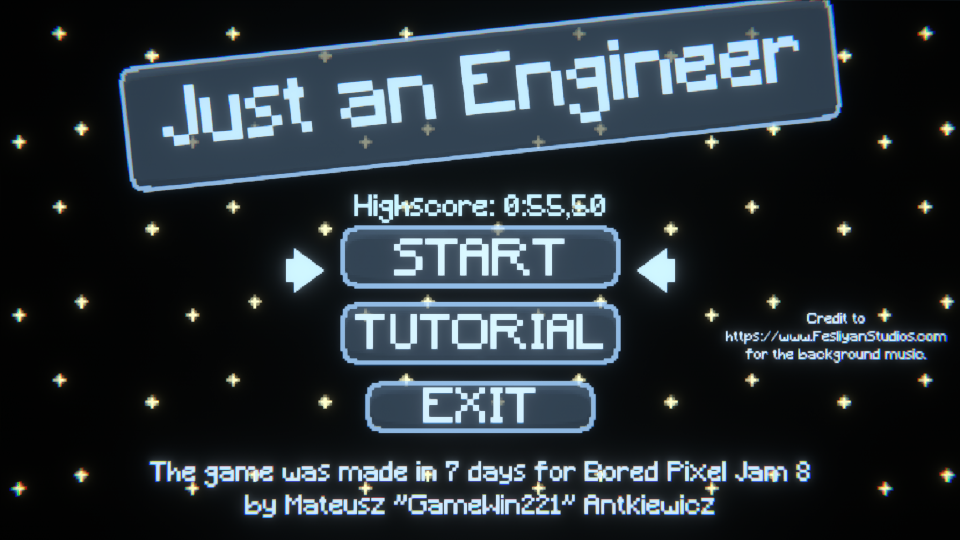 Just an Engineer
Highscore: 0:55,50
START
TUTORIAL
EXIT
Credit to
https://www.FesliyanStudios.com
for the background music.
The game was made in 7 days for Bored Pixel Jam 8
by Mateusz "GameWin221" Antkiewicz